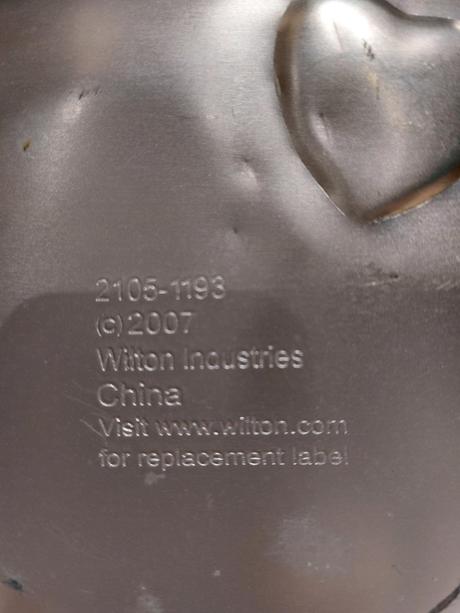 2105-1193
(c) 2007
Wilton Industries
China
Visit www.wilton.com
for replacement label